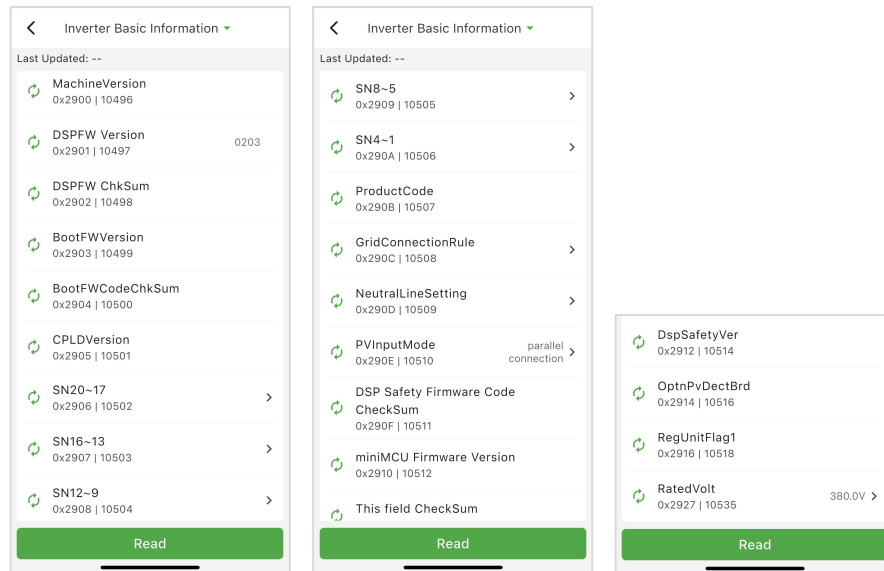 Inverter Basic Information
Last Updated: --
MachineVersion
0x2900 | 10496
DSPFW Version
0x2901 | 10497
0203
DSPFW ChkSum
0x2902 | 10498
BootFWVersion
0x2903 | 10499
BootFWCodeChkSum
0x2904 | 10500
CPLDVersion
0x2905 | 10501
SN20~17
0x2906 | 10502
SN16~13
0x2907 | 10503
SN12~9
0x2908 | 10504
Read
Inverter Basic Information
Last Updated: --
SN8~5
0x2909 | 10505
SN4~1
0x290A | 10506
ProductCode
0x290B | 10507
GridConnectionRule
0x290C | 10508
NeutralLineSetting
0x290D | 10509
PVInputMode
0x290E | 10510
parallel
connection
DSP Safety Firmware Code
CheckSum
0x290F | 10511
miniMCU Firmware Version
0x2910 | 10512
This field CheckSum
Read
DspSafetyVer
0x2912 | 10514
OptnPvDectBrd
0x2914 | 10516
RegUnitFlag1
0x2916 | 10518
RatedVolt
0x2927 | 10535
380.0V
Read